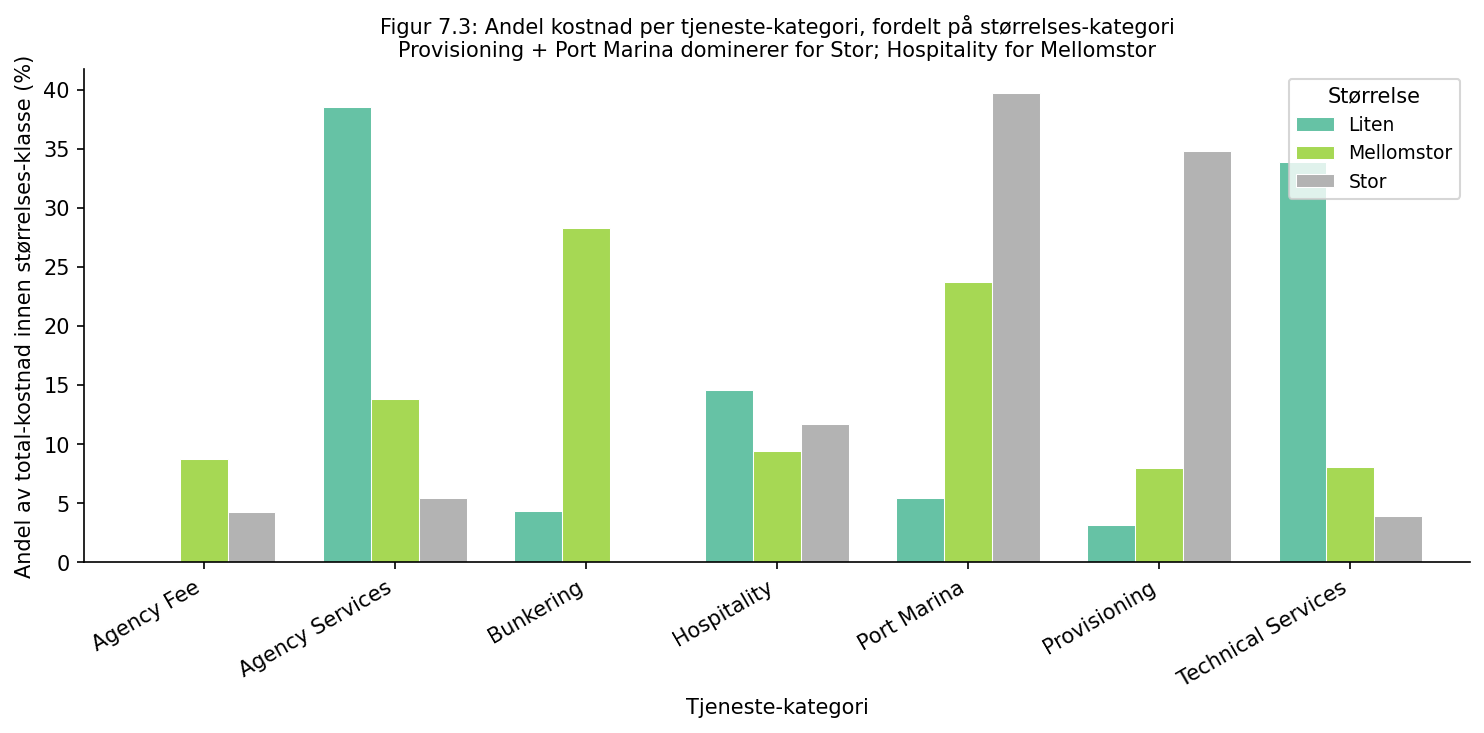 Figur 7.3: Andel kostnad per tjeneste-kategori, fordelt på størrelses-kategori
Provisioning + Port Marina dominerer for Stor; Hospitality for Mellomstor
Andel av total-kostnad innen størrelses-klasse (%)
40
35
30
25
20
15
10
5
0
Størrelse
Liten
Mellomstor
Stor
Agency Fee
Agency Services
Bunkering
Hospitality
Port Marina
Provisioning
Technical Services
Tjeneste-kategori